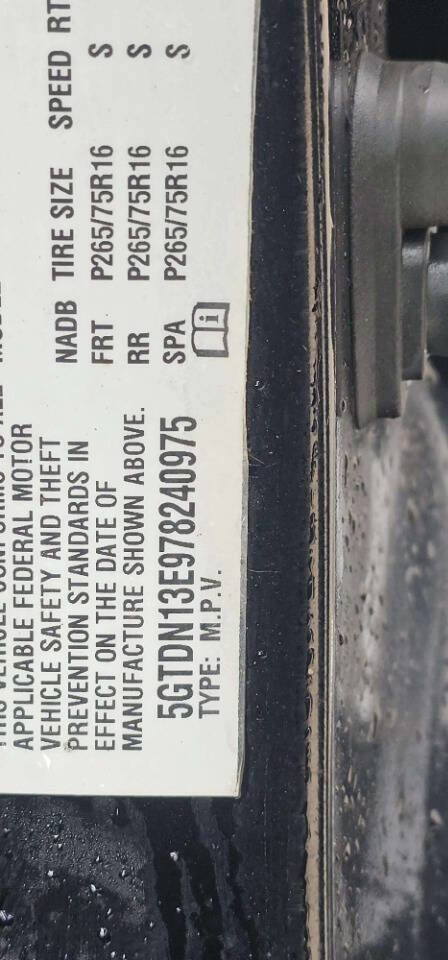 APPLICABLE FEDERAL MOTOR
VEHICLE SAFETY AND THEFT
PREVENTION STANDARDS IN
EFFECT ON THE DATE OF
MANUFACTURE SHOWN ABOVE.
5GTDN13E978240975
TYPE: M.P.V.
NADB TIRE SIZE SPEED RT
FRT P265/75R16 S
RR P265/75R16 S
SPA P265/75R16 S